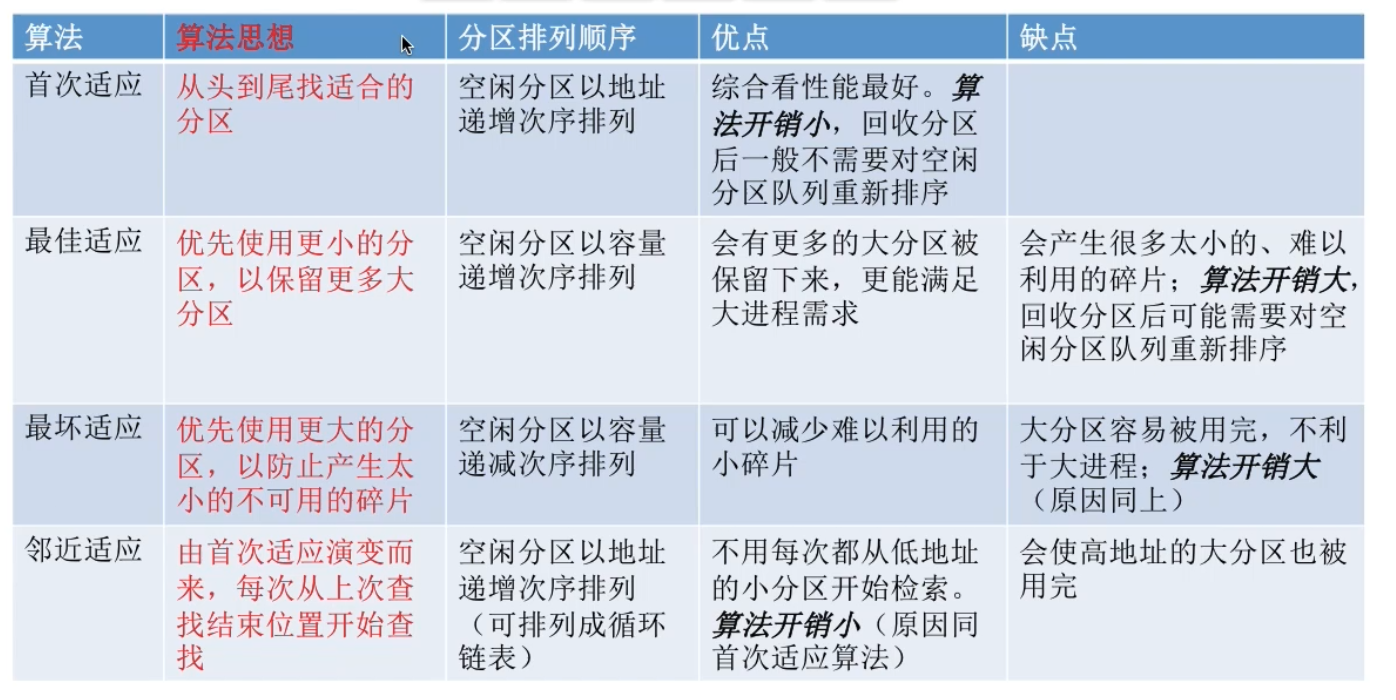 算法
算法思想
分区排列顺序
优点
缺点
首次适应
从头到尾找适合的
分区
空闲分区以地址
递增次序排列
综合看性能最好。算
法开销小，回收分区
后一般不需要对空闲
分区队列重新排序
最佳适应
优先使用更小的分
区，以保留更多大
分区
空闲分区以容量
递增次序排列
会有更多的大分区被
保留下来，更能满足
大进程需求
会产生很多太小的、难以
利用的碎片；算法开销大，
回收分区后可能需要对空
闲分区队列重新排序
最坏适应
优先使用更大的分
区，以防止产生太
小的不可用的碎片
空闲分区以容量
递减次序排列
可以减少难以利用的
小碎片
大分区容易被用完，不利
于大进程；算法开销大
（原因同上）
邻近适应
由首次适应演变而
来，每次从上次查
找结束位置开始查
找
空闲分区以地址
递增次序排列
（可排列成循环
链表）
不用每次都从低地址
的小分区开始检索。
算法开销小（原因同
首次适应算法）
会使高地址的大分区也被
用完